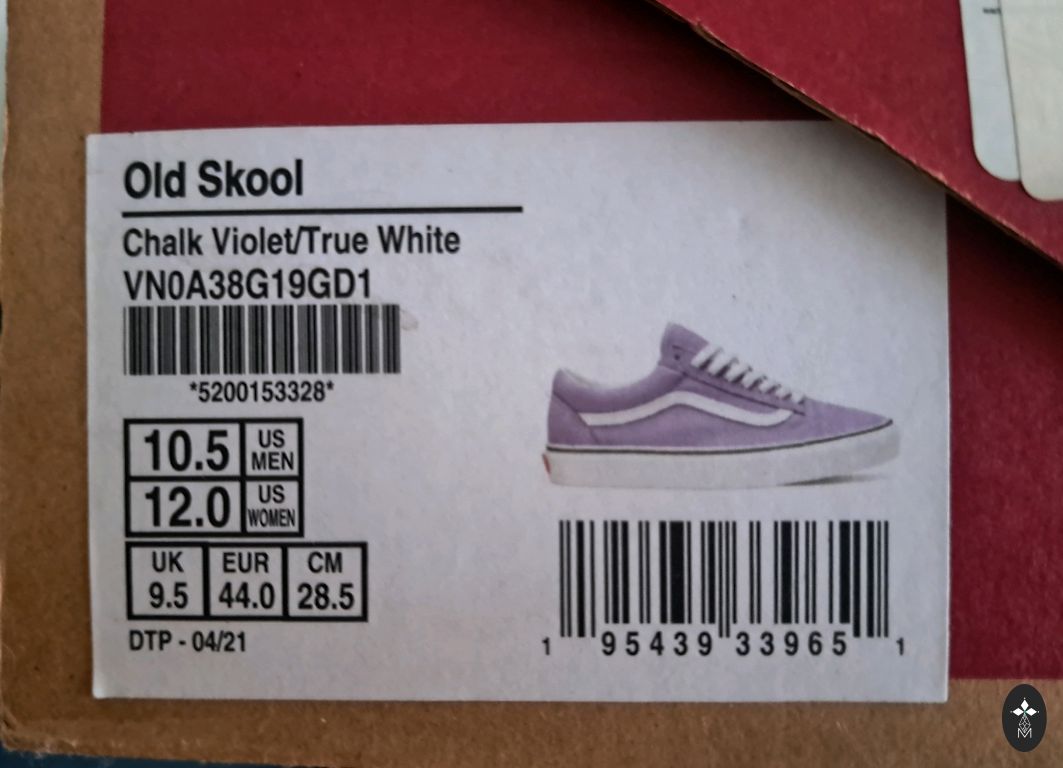 Old Skool
Chalk Violet/True White
VN0A38G19GD1
*5200153328*
10.5 US MEN
12.0 US WOMEN
UK EUR CM
9.5 44.0 28.5
DTP - 04/21
1 95439 33965 1
M